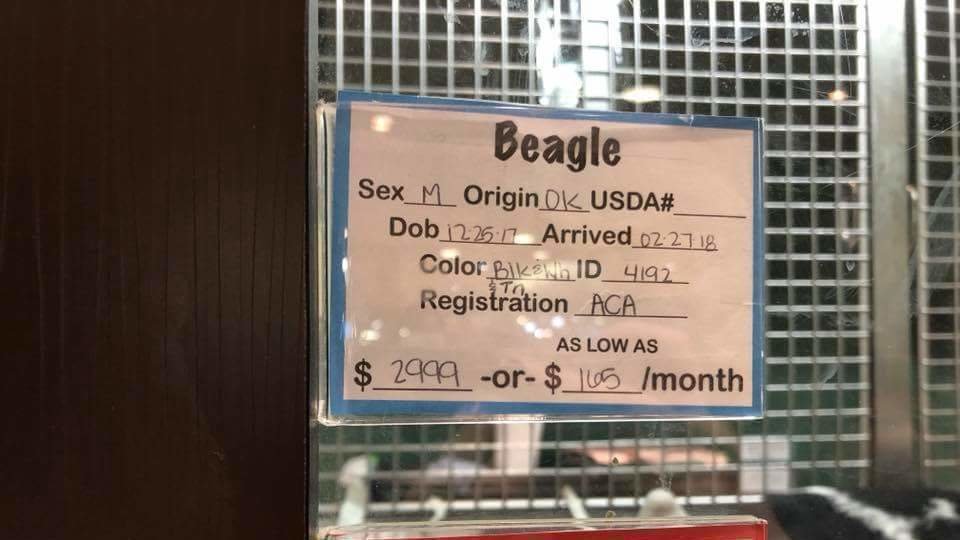 Beagle
Sex M Origin OK USDA#
Dob 12-25-17 Arrived 02-27-18
Color Blk & Wh ID 4192
& Tn
Registration ACA
AS LOW AS
$ 2999 -or- $ 165 /month